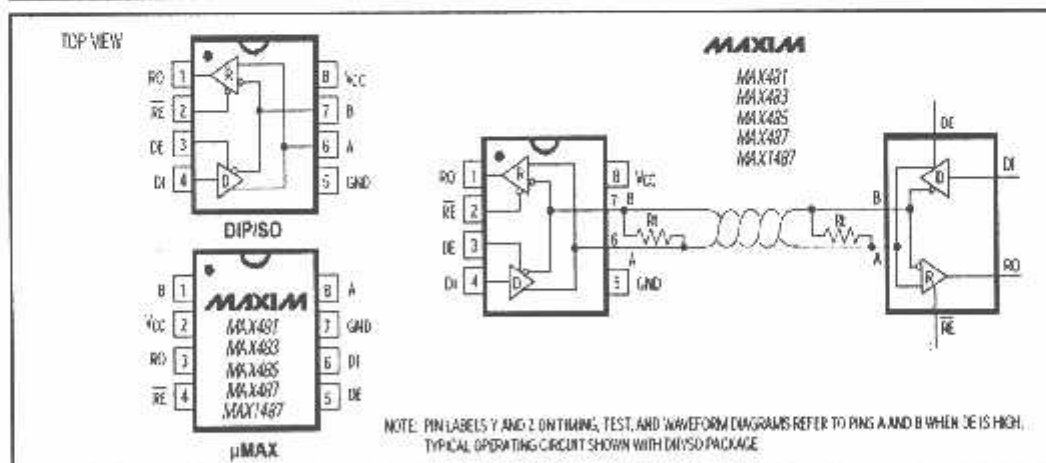 TOP VIEW
RO 1
RE 2
DE 3
DI 4
8 VCC
7 B
6 A
5 GND
R
D
DIP/SO
B 1
VCC 2
RO 3
RE 4
8 A
7 GND
6 DI
5 DE
MAXIM
MAX481
MAX483
MAX485
MAX487
MAX1487
µMAX
MAXIM
MAX481
MAX483
MAX485
MAX487
MAX1487
RO 1
RE 2
DE 3
DI 4
R
D
8 VCC
7 B
Rt
6
A
5 GND
DE
D
DI
B
Rt
A
R
RO
RE
NOTE: PIN LABELS Y AND Z ON TIMING, TEST, AND WAVEFORM DIAGRAMS REFER TO PINS A AND B WHEN DE IS HIGH.
TYPICAL OPERATING CIRCUIT SHOWN WITH DIP/SO PACKAGE